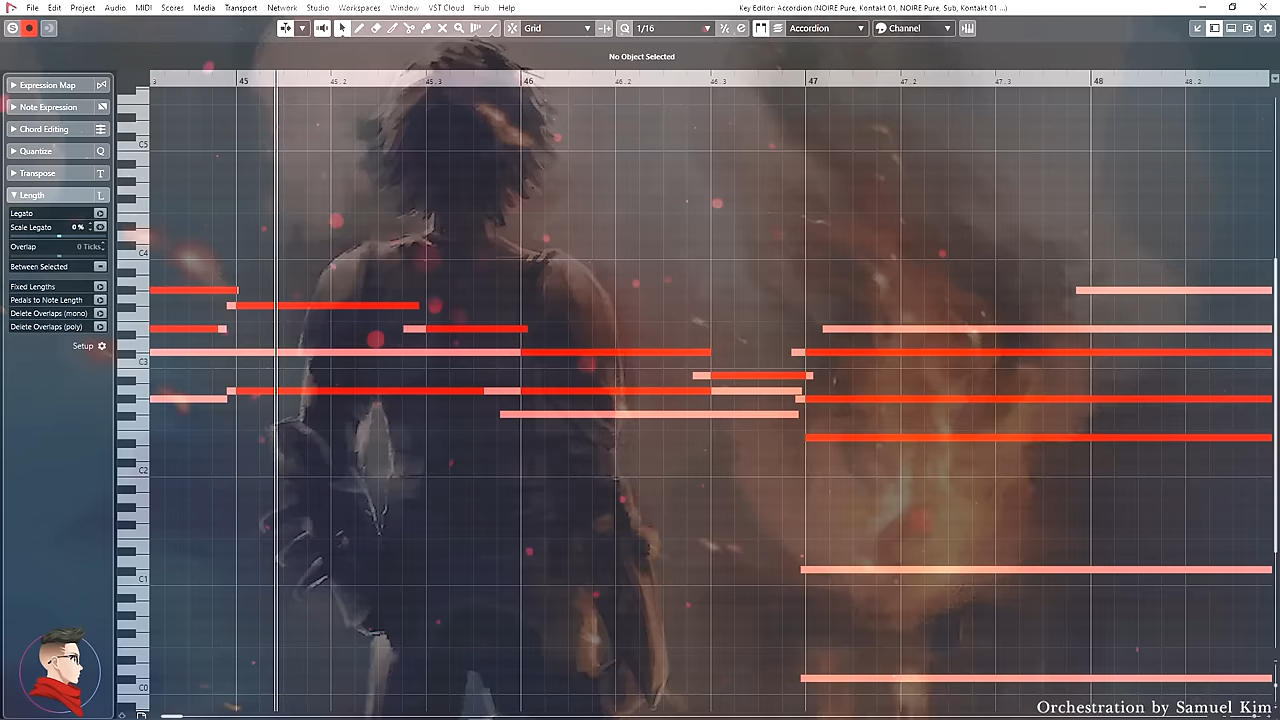 File Edit Project Audio MIDI Scores Media Transport Network Studio Workspaces Window VST Cloud Hub Help
Key Editor: Accordion (NOIRE Pure, Kontakt 01, NOIRE Pure, Sub, Kontakt 01 ...)
S Grid Q 1/16 Accordion Channel
No Object Selected
3 45 45.2 45.3 46 46.2 46.3 47 47.2 47.3 48 48.2
Expression Map
Note Expression
Chord Editing
Quantize Q
Transpose T
Length L
Legato
Scale Legato 0 %
Overlap 0 Ticks
Between Selected
Fixed Lengths
Pedals to Note Length
Delete Overlaps (mono)
Delete Overlaps (poly)
Setup
C5
C4
C3
C2
C1
C0
Orchestration by Samuel Kim